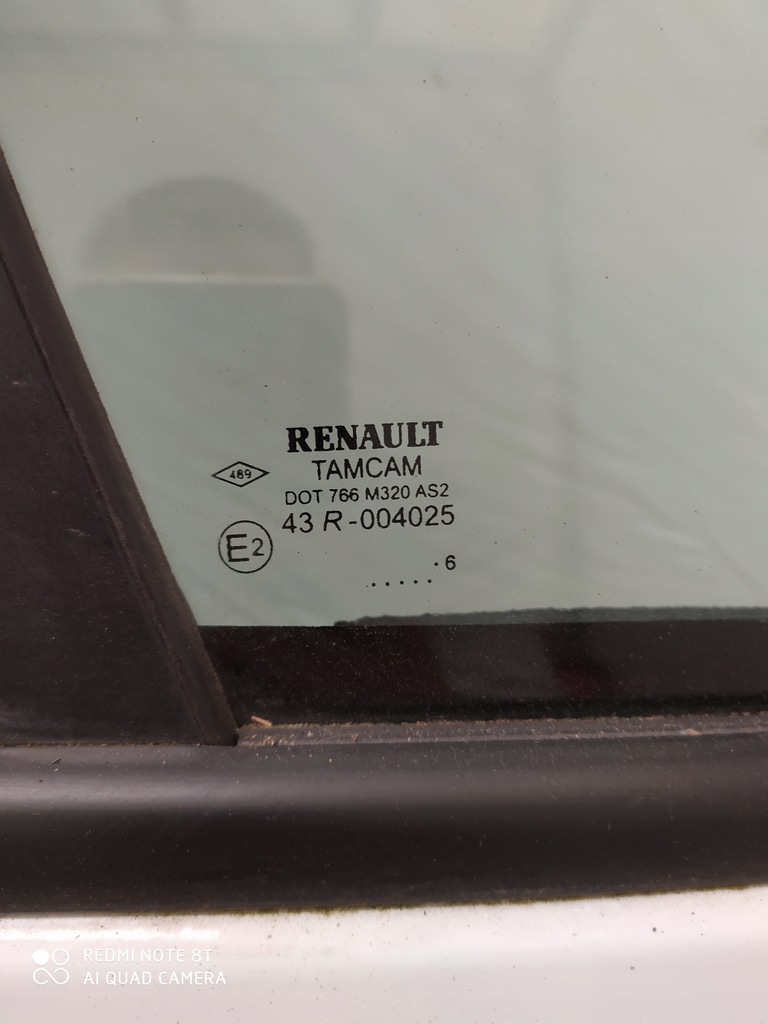 RENAULT
TAMCAM
489
DOT 766 M320 AS2
43 R-004025
E2
. 6
. . . . .
REDMI NOTE 8T
AI QUAD CAMERA